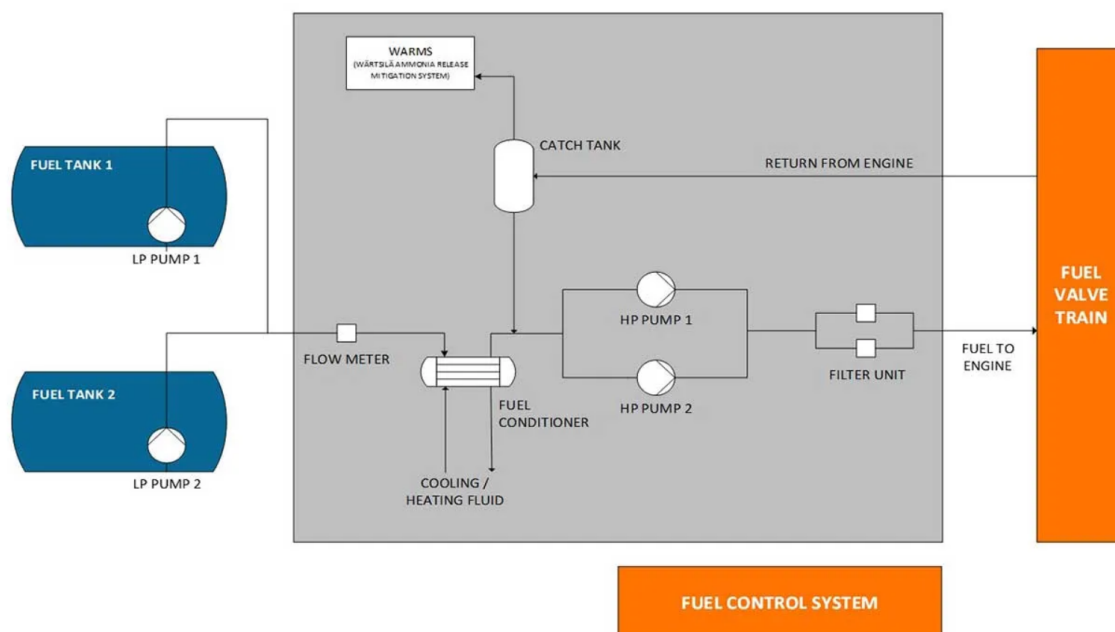 WARMS
(WÄRTSILÄ AMMONIA RELEASE
MITIGATION SYSTEM)
CATCH TANK
RETURN FROM ENGINE
FUEL TANK 1
LP PUMP 1
FUEL
VALVE
TRAIN
HP PUMP 1
FLOW METER
FUEL TO
ENGINE
FILTER UNIT
FUEL TANK 2
HP PUMP 2
FUEL
CONDITIONER
LP PUMP 2
COOLING /
HEATING FLUID
FUEL CONTROL SYSTEM